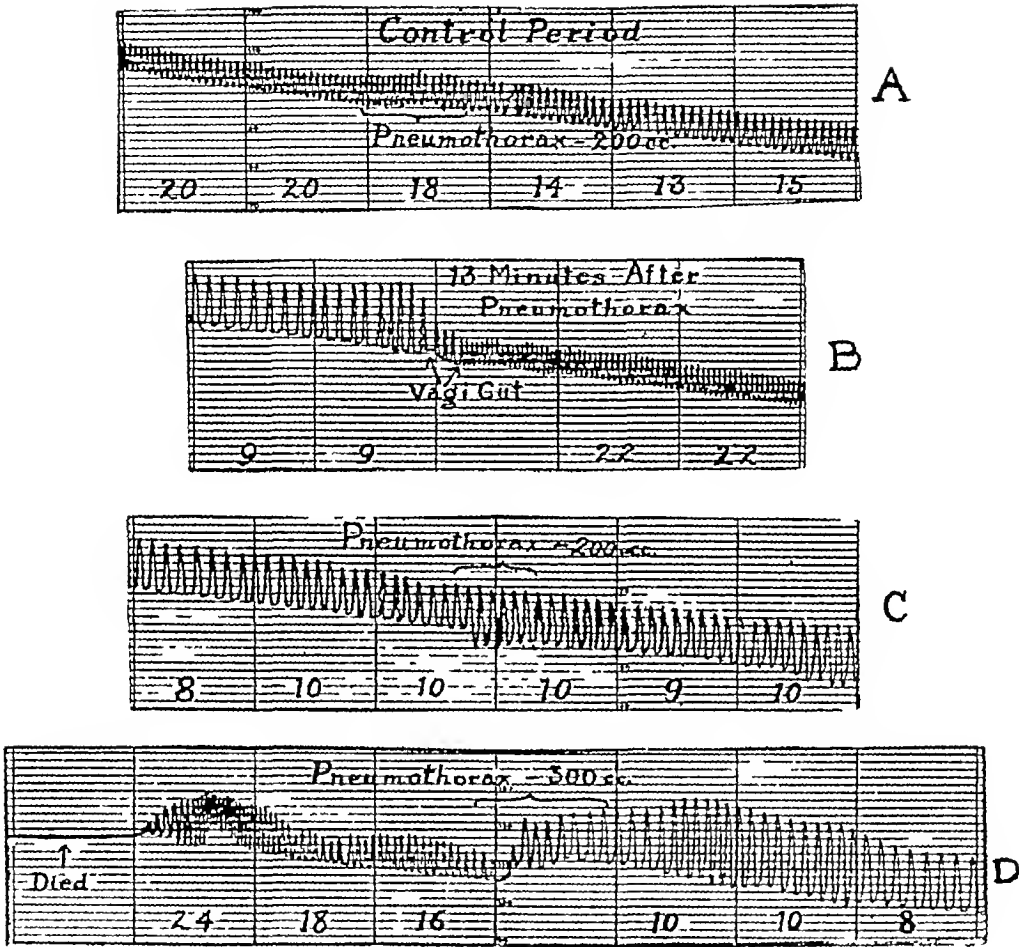 Control Period
A
Pneumothorax - 200 cc.
20 20 18 14 13 15
13 Minutes After
Pneumothorax
B
Vagi Cut
9 9 22 22
Pneumothorax - 200 cc.
C
8 10 10 10 9 10
Pneumothorax - 300 cc.
D
Died
24 18 16 10 10 8